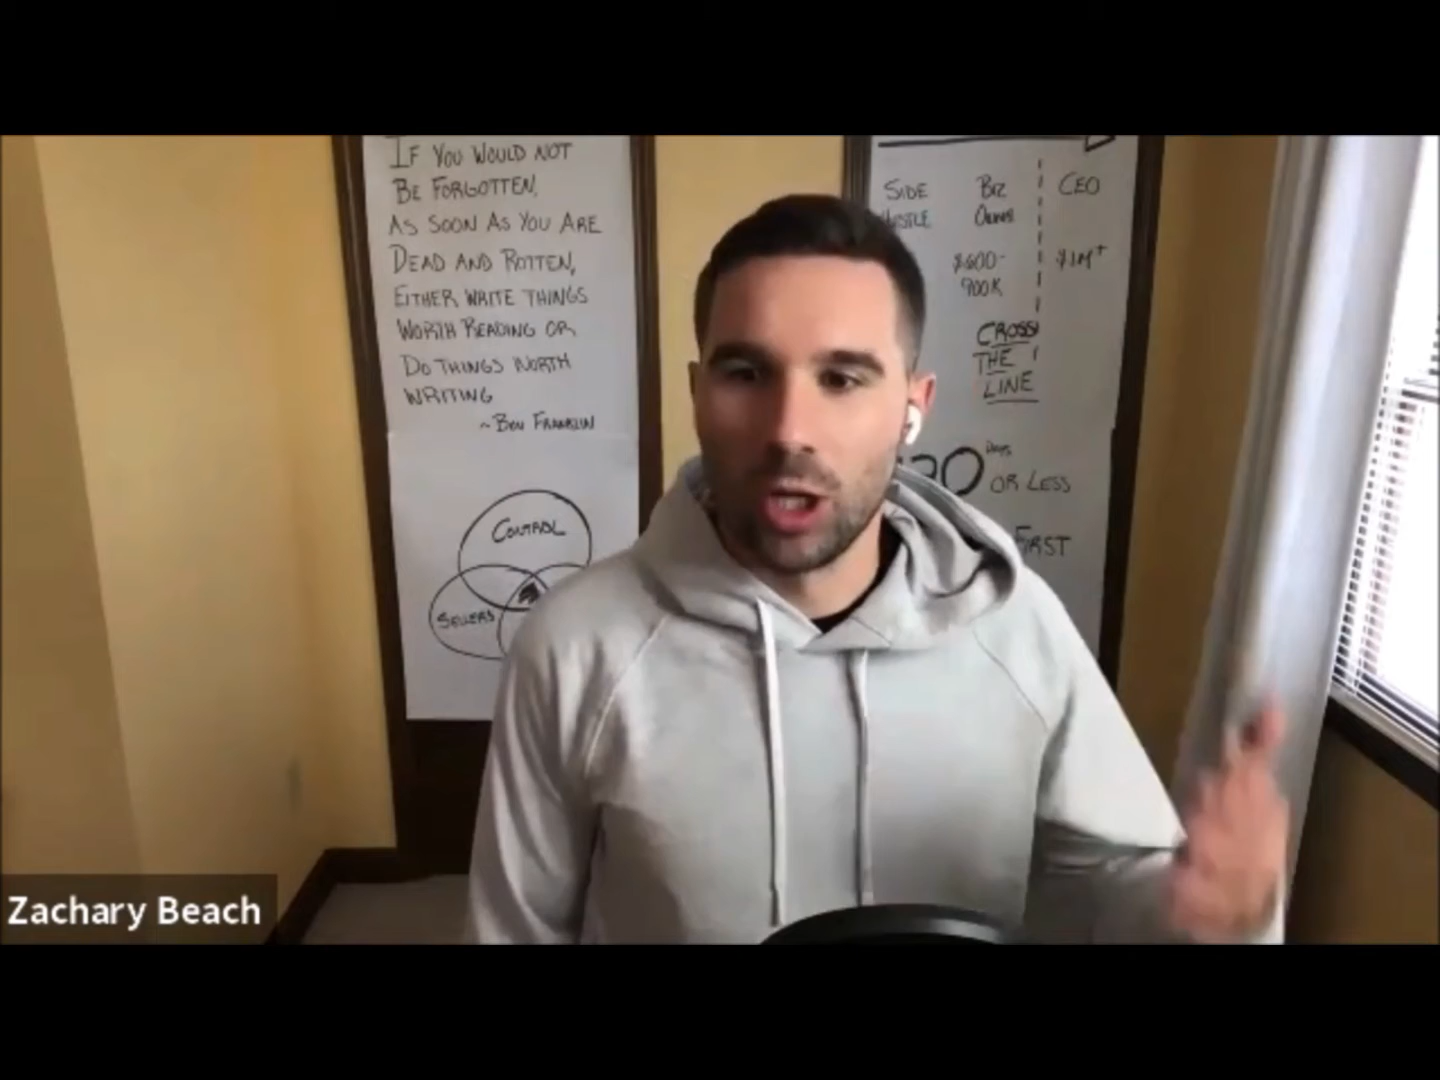 IF YOU WOULD NOT
BE FORGOTTEN,
AS SOON AS YOU ARE
DEAD AND ROTTEN,
EITHER WRITE THINGS
WORTH READING OR
DO THINGS WORTH
WRITING
~ BEN FRANKLIN
CONTROL
SELLERS
SIDE
BIZ
CEO
OWNR
$600-
900K
$1M+
CROSS
THE
LINE
DAYS
OR LESS
FIRST
Zachary Beach